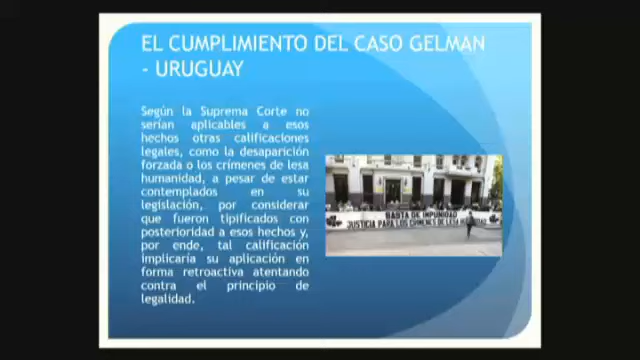 EL CUMPLIMIENTO DEL CASO GELMAN
- URUGUAY
Según la Suprema Corte no
serían aplicables a esos
hechos otras calificaciones
legales, como la desaparición
forzada o los crímenes de lesa
humanidad, a pesar de estar
contemplados en su
legislación, por considerar
que fueron tipificados con
posterioridad a esos hechos y,
por ende, tal calificación
implicaría su aplicación en
forma retroactiva atentando
contra el principio de
legalidad.
BASTA DE IMPUNIDAD
JUSTICIA PARA LOS CRIMENES DE LESA HUMANIDAD